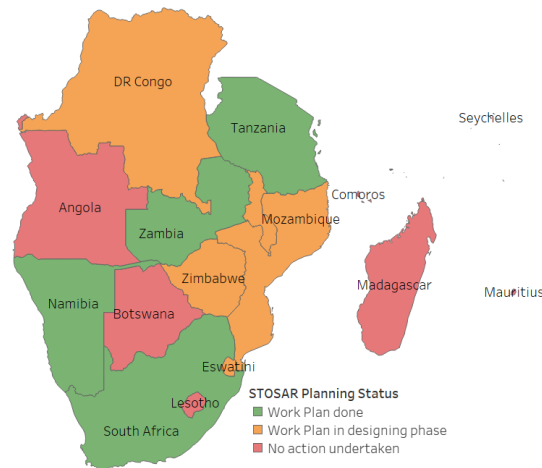 DR Congo
Tanzania
Seychelles
Comoros
Angola
Mozambique
Zambia
Zimbabwe
Madagascar
Mauritius
Namibia
Botswana
Eswatini
Lesotho
South Africa
STOSAR Planning Status
Work Plan done
Work Plan in designing phase
No action undertaken